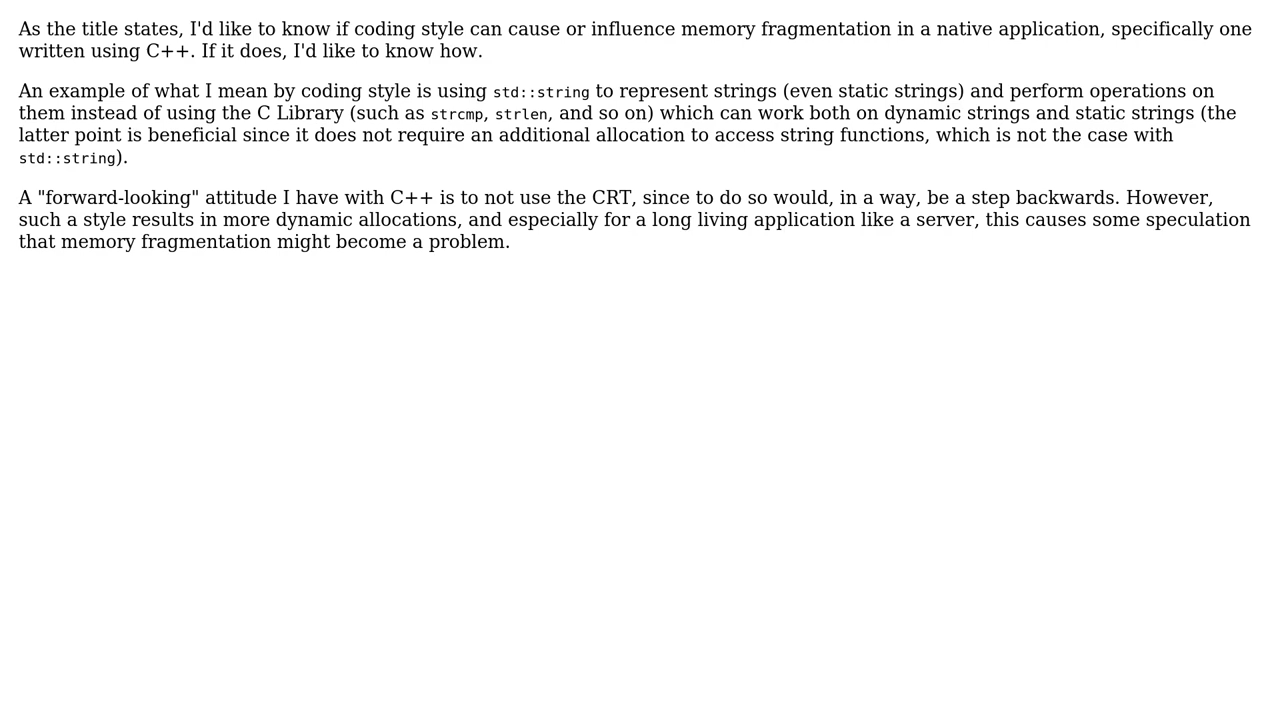 As the title states, I'd like to know if coding style can cause or influence memory fragmentation in a native application, specifically one
written using C++. If it does, I'd like to know how.
An example of what I mean by coding style is using std::string to represent strings (even static strings) and perform operations on
them instead of using the C Library (such as strcmp, strlen, and so on) which can work both on dynamic strings and static strings (the
latter point is beneficial since it does not require an additional allocation to access string functions, which is not the case with
std::string).
A "forward-looking" attitude I have with C++ is to not use the CRT, since to do so would, in a way, be a step backwards. However,
such a style results in more dynamic allocations, and especially for a long living application like a server, this causes some speculation
that memory fragmentation might become a problem.